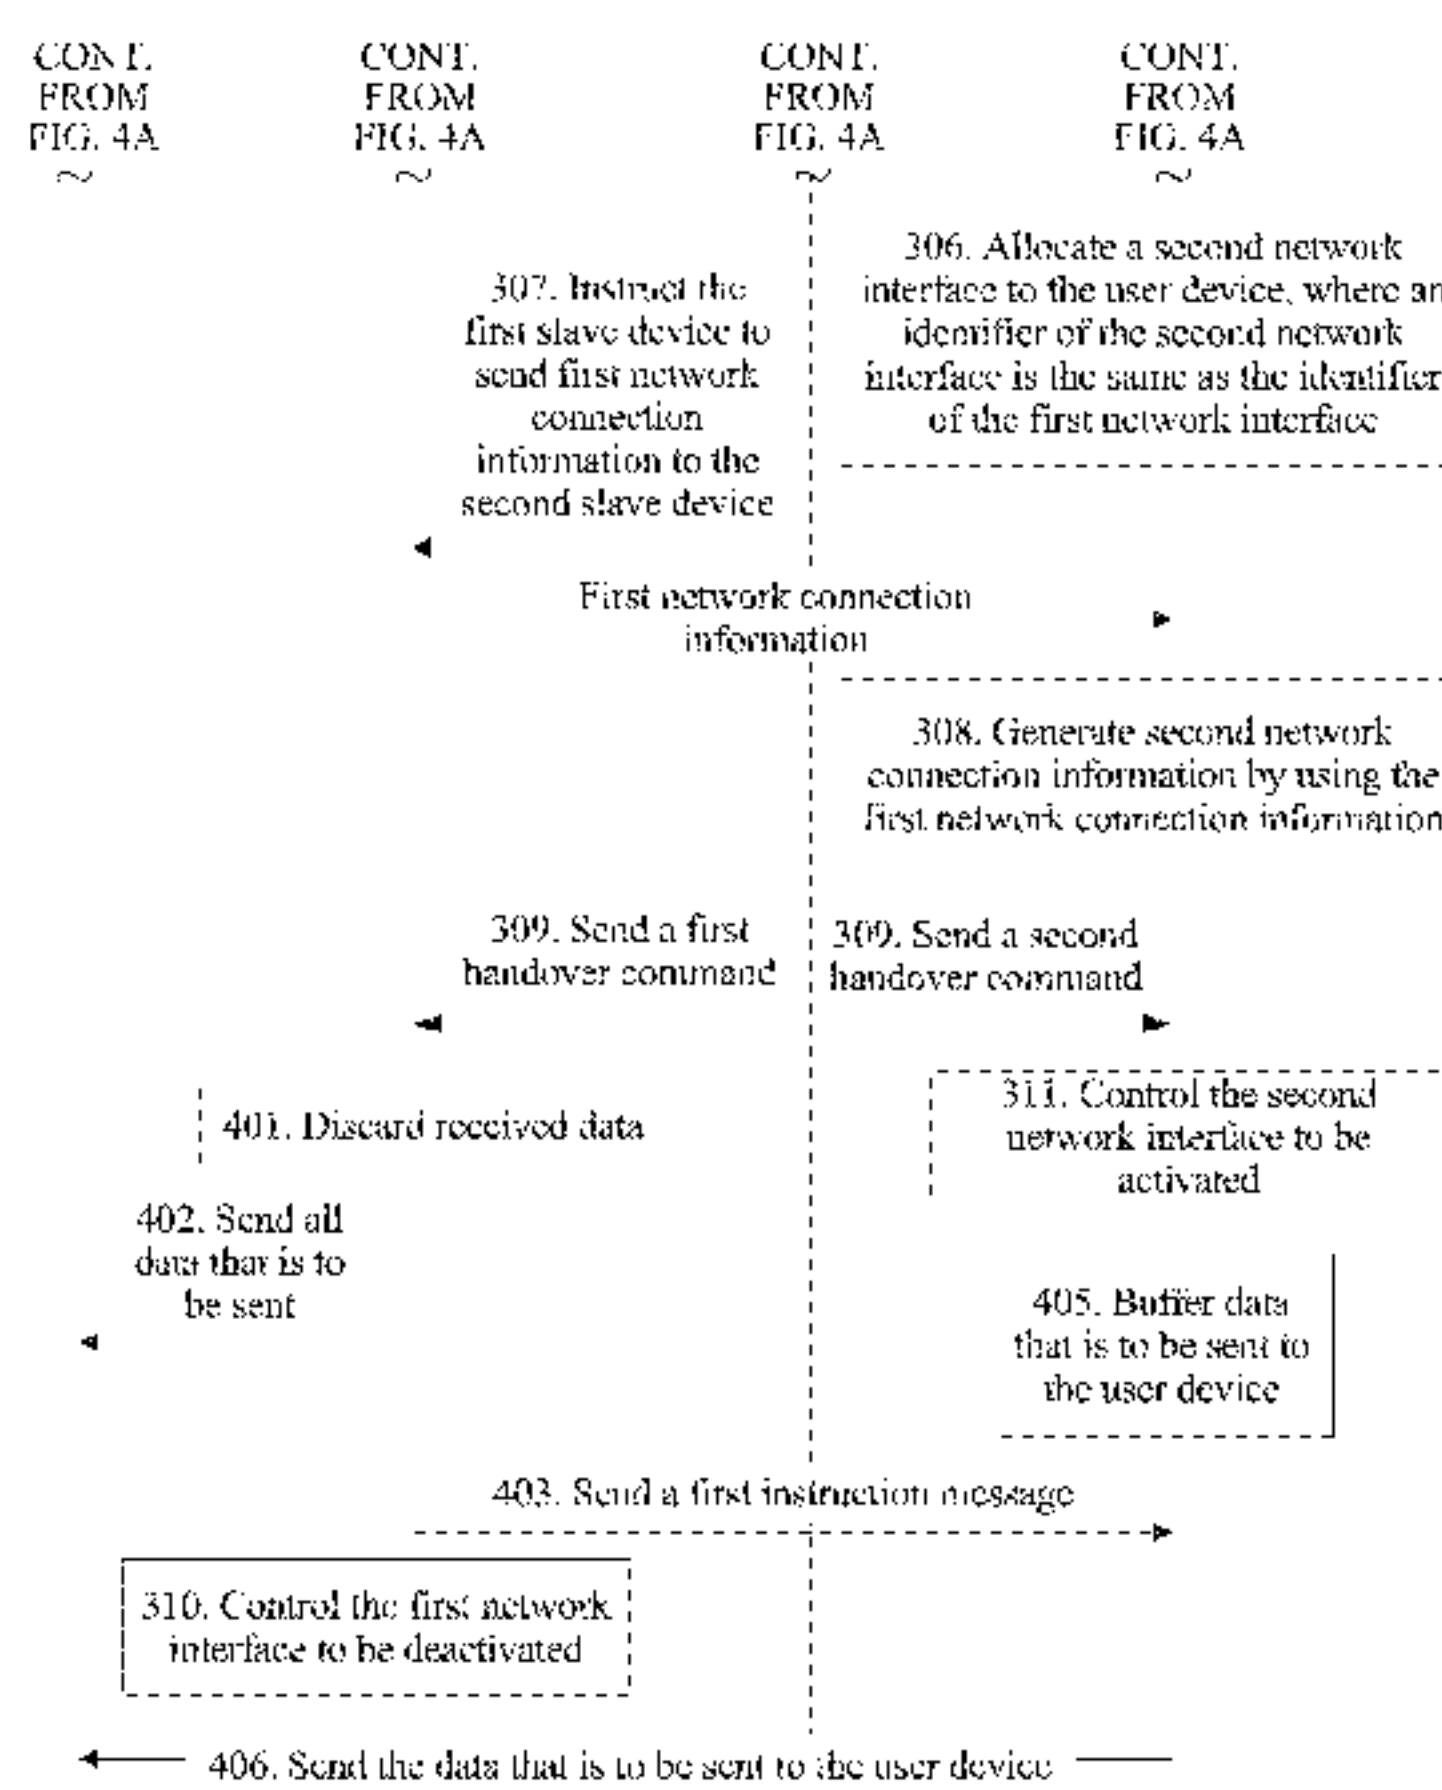 CONT.
FROM
FIG. 4A
CONT.
FROM
FIG. 4A
CONT.
FROM
FIG. 4A
CONT.
FROM
FIG. 4A
306. Allocate a second network
interface to the user device, where an
identifier of the second network
interface is the same as the identifier
of the first network interface
307. Instruct the
first slave device to
send first network
connection
information to the
second slave device
First network connection
information
308. Generate second network
connection information by using the
first network connection information
309. Send a first
handover command
309. Send a second
handover command
401. Discard received data
311. Control the second
network interface to be
activated
402. Send all
data that is to
be sent
405. Buffer data
that is to be sent to
the user device
403. Send a first instruction message
310. Control the first network
interface to be deactivated
406. Send the data that is to be sent to the user device